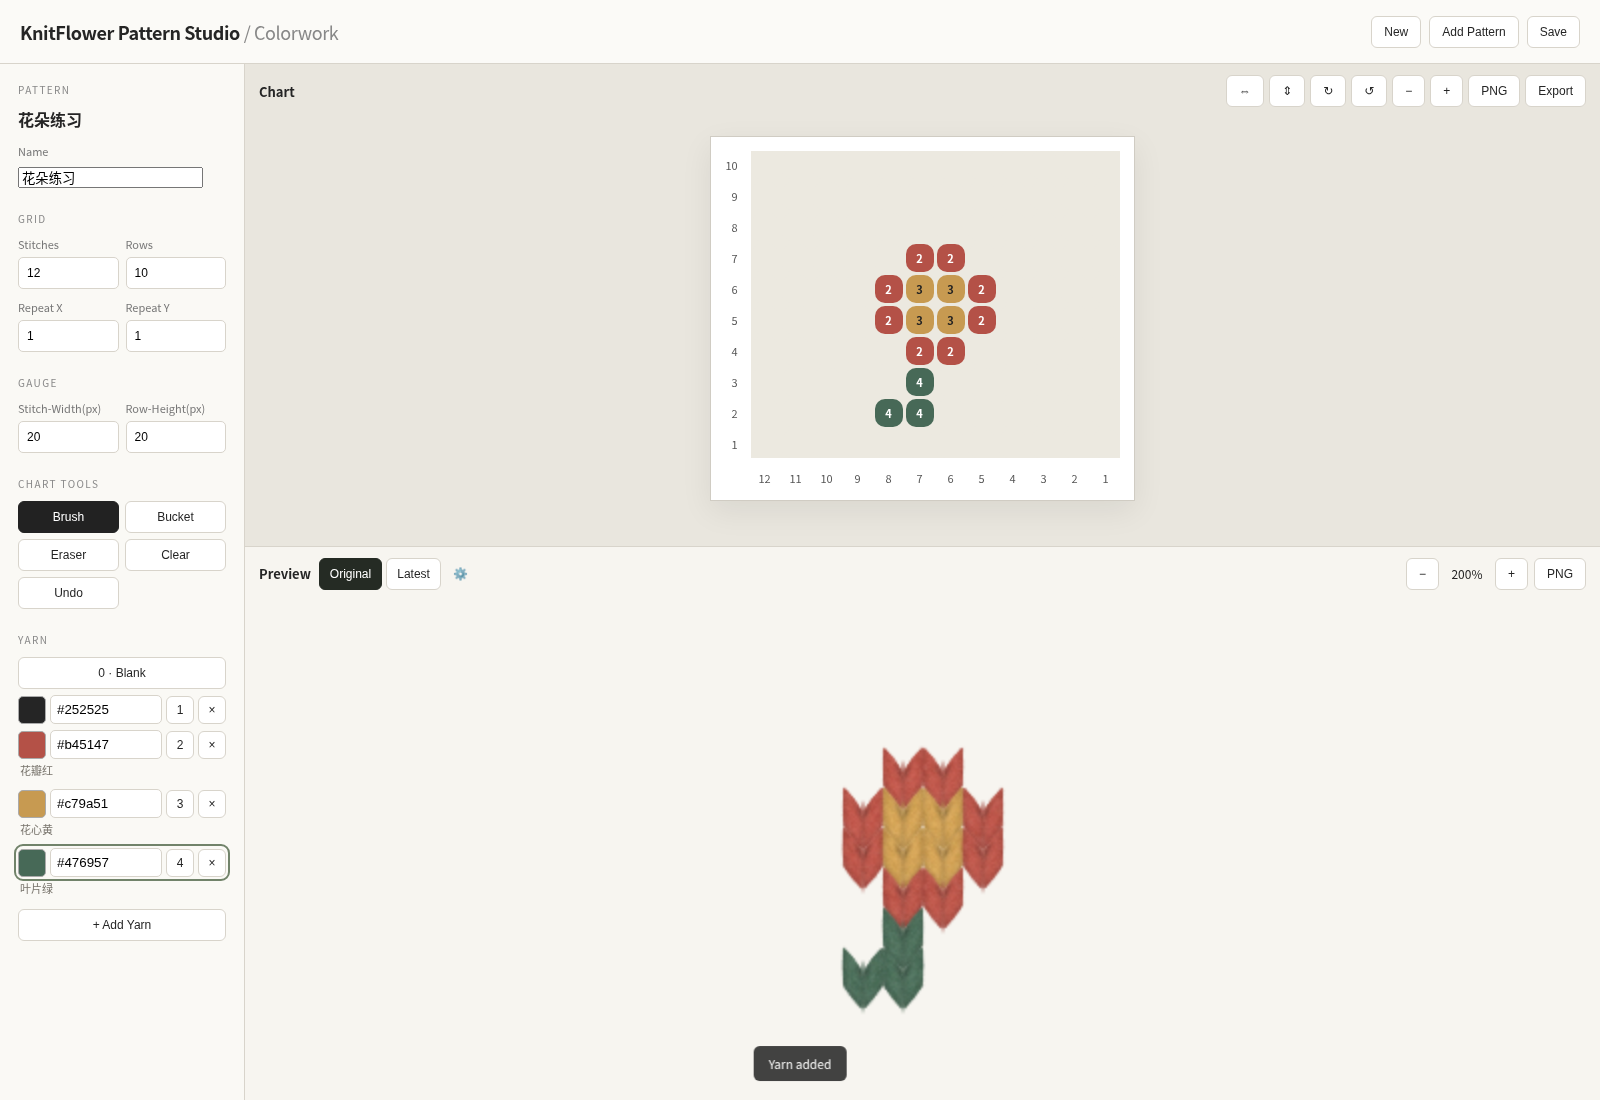 KnitFlower Pattern Studio / Colorwork
New Add Pattern Save
PATTERN
花朵练习
Name
花朵练习
GRID
Stitches Rows
12 10
Repeat X Repeat Y
1 1
GAUGE
Stitch-Width(px) Row-Height(px)
20 20
CHART TOOLS
Brush Bucket
Eraser Clear
Undo
YARN
0 · Blank
#252525 1 ×
#b45147 2 ×
花瓣红
#c79a51 3 ×
花心黄
#476957 4 ×
叶片绿
+ Add Yarn
Chart
↔ ⇕ ↻ ↺ − + PNG Export
10
9
8
7 2 2
6 2 3 3 2
5 2 3 3 2
4 2 2
3 4
2 4 4
1
12 11 10 9 8 7 6 5 4 3 2 1
Preview Original Latest ⚙️ − 200% + PNG
Yarn added